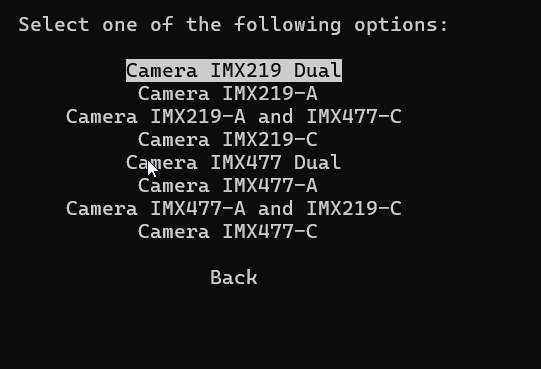 Select one of the following options:
Camera IMX219 Dual
Camera IMX219-A
Camera IMX219-A and IMX477-C
Camera IMX219-C
Camera IMX477 Dual
Camera IMX477-A
Camera IMX477-A and IMX219-C
Camera IMX477-C
Back